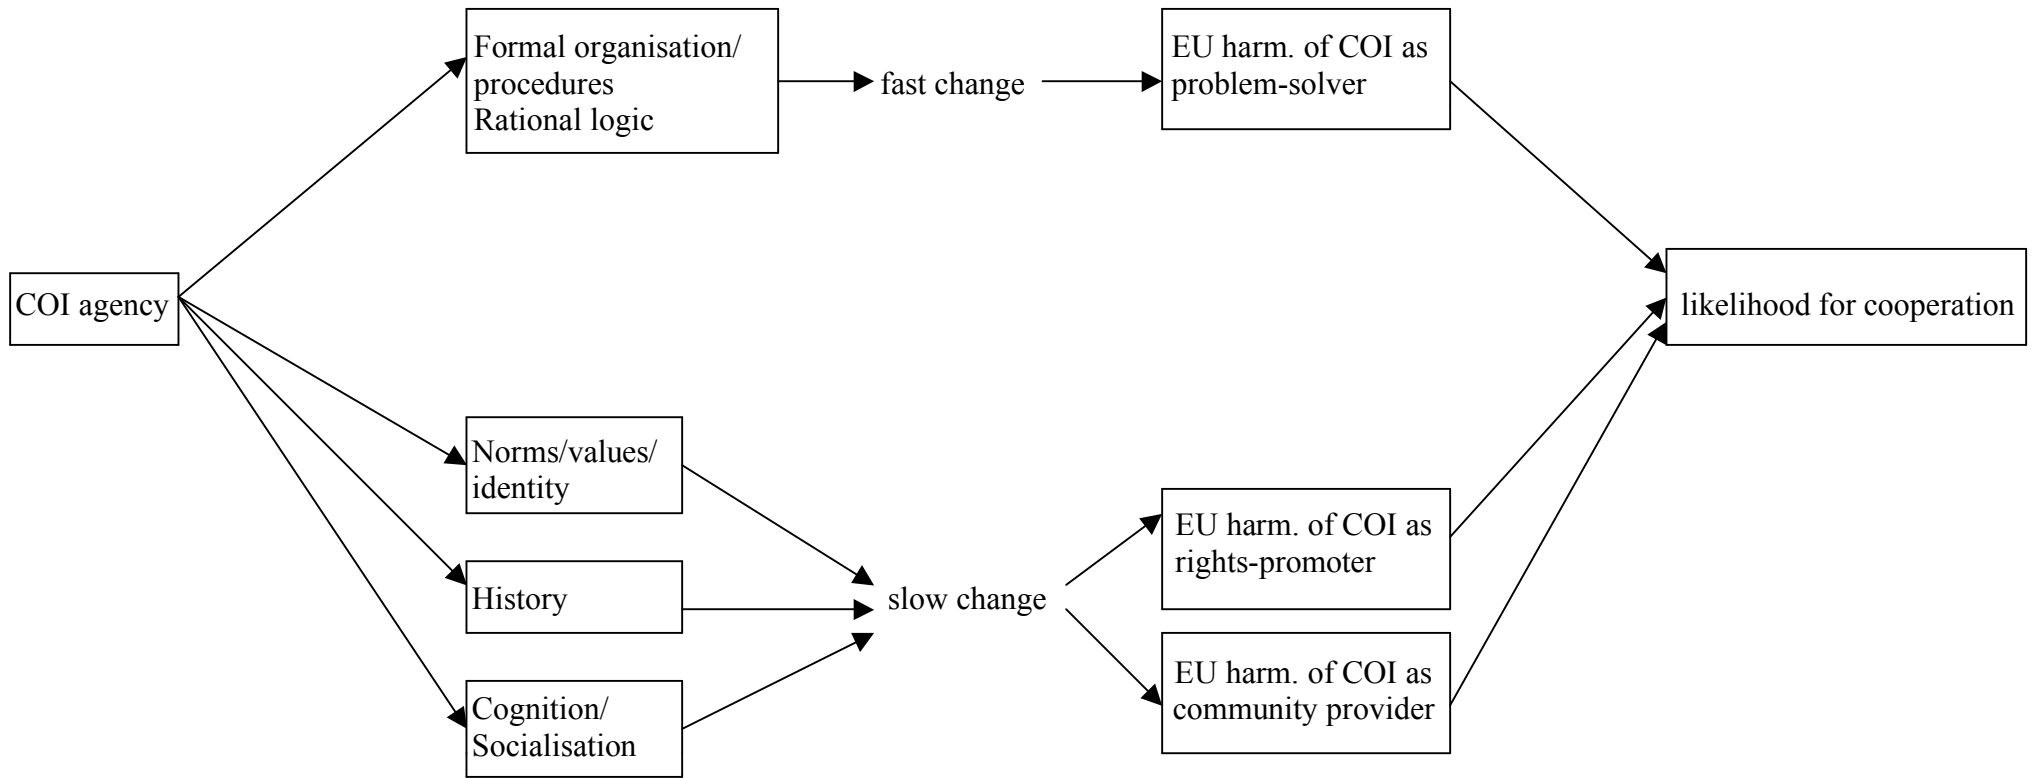 Formal organisation/
procedures
Rational logic
fast change
EU harm. of COI as
problem-solver
COI agency
likelihood for cooperation
Norms/values/
identity
History
Cognition/
Socialisation
slow change
EU harm. of COI as
rights-promoter
EU harm. of COI as
community provider